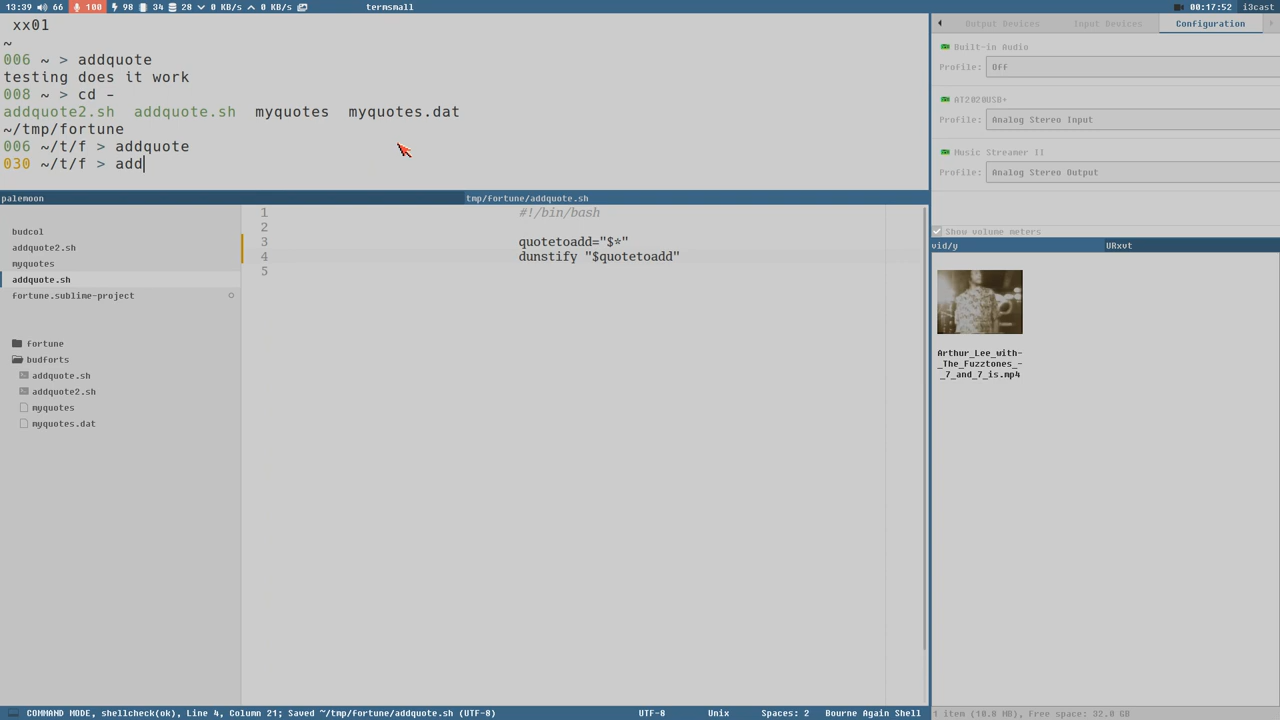 13:39 66 100 98 34 28 0 KB/s 0 KB/s termsmall 00:17:52 i3cast
xx01
~
006 ~ > addquote
testing does it work
008 ~ > cd -
addquote2.sh addquote.sh myquotes myquotes.dat
~/tmp/fortune
006 ~/t/f > addquote
030 ~/t/f > add
Output Devices Input Devices Configuration
Built-in Audio
Profile: Off
AT2020USB+
Profile: Analog Stereo Input
Music Streamer II
Profile: Analog Stereo Output
Show volume meters
palemoon tmp/fortune/addquote.sh
budcol
addquote2.sh
myquotes
addquote.sh
fortune.sublime-project
fortune
budforts
addquote.sh
addquote2.sh
myquotes
myquotes.dat
1 #!/bin/bash
2
3 quotetoadd="$*"
4 dunstify "$quotetoadd"
5
vid/y URxvt
Arthur_Lee_with-
_The_Fuzztones_-
_7_and_7_is.mp4
COMMAND MODE, shellcheck(ok), Line 4, Column 21; Saved ~/tmp/fortune/addquote.sh (UTF-8) UTF-8 Unix Spaces: 2 Bourne Again Shell
1 item (10.8 MB), Free space: 32.0 GB